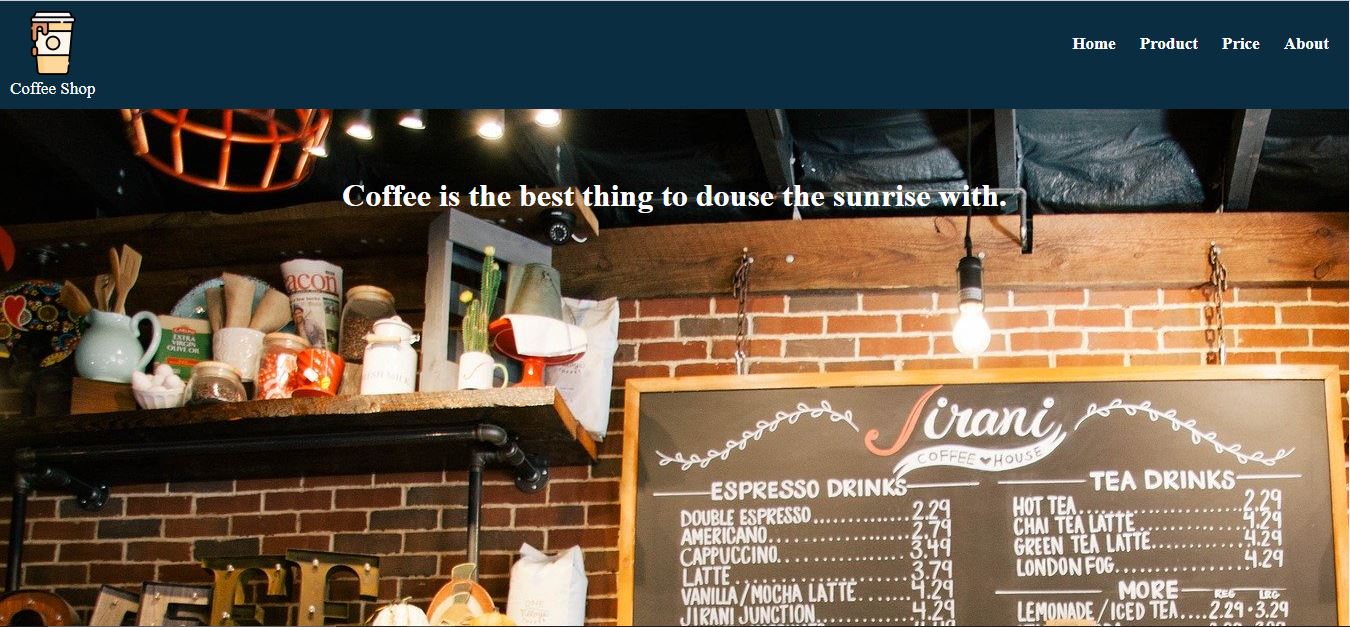 Coffee Shop
Home Product Price About
Coffee is the best thing to douse the sunrise with.
acon
EXTRA
VIRGIN
OLIVE OIL
FRESH MILK
Jirani
COFFEE HOUSE
ESPRESSO DRINKS
DOUBLE ESPRESSO.............2.29
AMERICANO..................2.79
CAPPUCCINO.................3.49
LATTE......................3.79
VANILLA/MOCHA LATTE........4.29
JIRANI JUNCTION............4.29
TEA DRINKS
HOT TEA....................2.29
CHAI TEA LATTE.............4.29
GREEN TEA LATTE............4.29
LONDON FOG.................4.29
MORE REG LRG
LEMONADE/ICED TEA....2.29·3.29